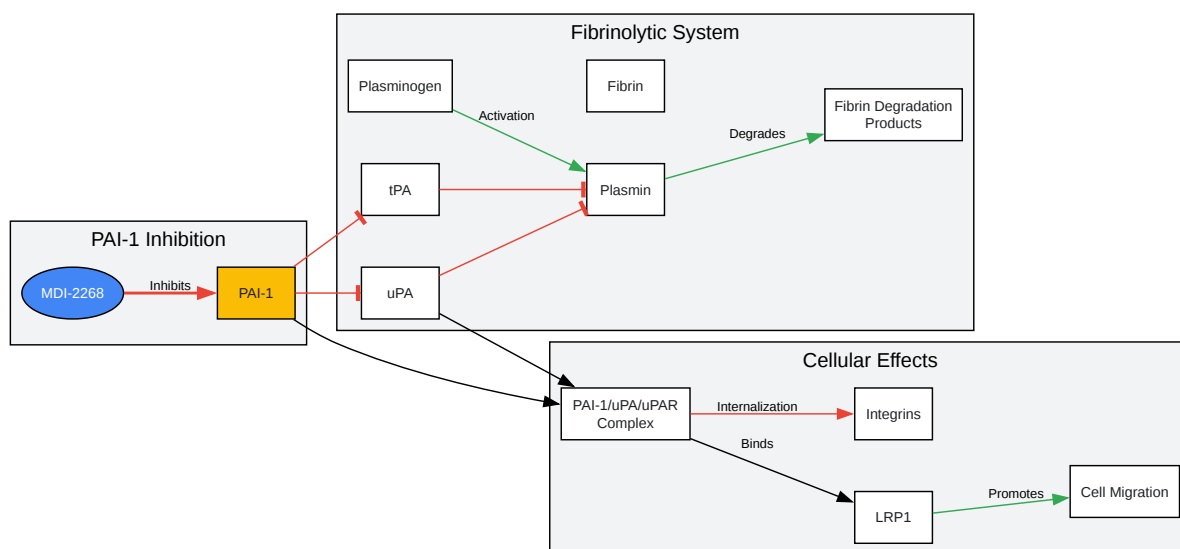 Fibrinolytic System
Plasminogen
Fibrin
Activation
Fibrin Degradation
Products
Degrades
tPA
Plasmin
PAI-1 Inhibition
MDI-2268
Inhibits
PAI-1
uPA
Cellular Effects
PAI-1/uPA/uPAR
Complex
Internalization
Integrins
Binds
LRP1
Promotes
Cell Migration